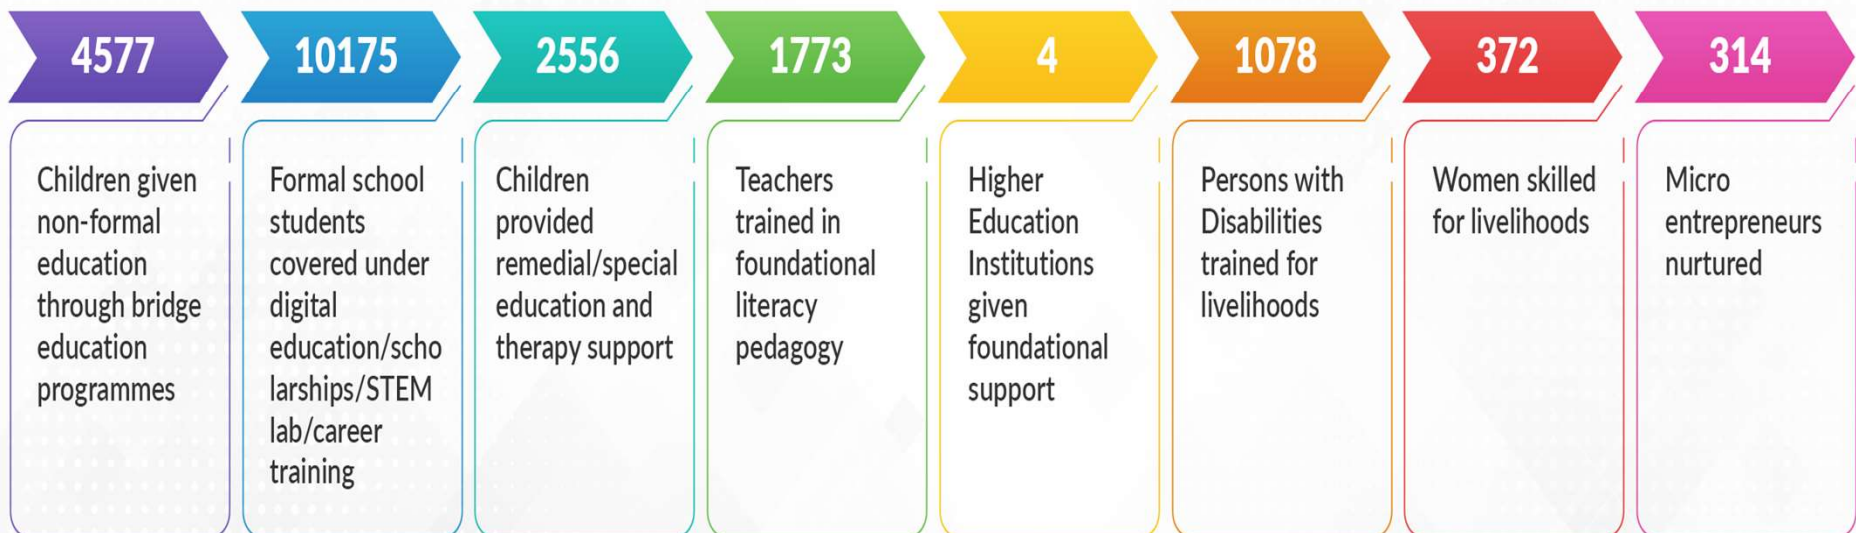 4577
Children given
non-formal
education
through bridge
education
programmes
10175
Formal school
students
covered under
digital
education/scho
larships/STEM
lab/career
training
2556
Children
provided
remedial/special
education and
therapy support
1773
Teachers
trained in
foundational
literacy
pedagogy
4
Higher
Education
Institutions
given
foundational
support
1078
Persons with
Disabilities
trained for
livelihoods
372
Women skilled
for livelihoods
314
Micro
entrepreneurs
nurtured